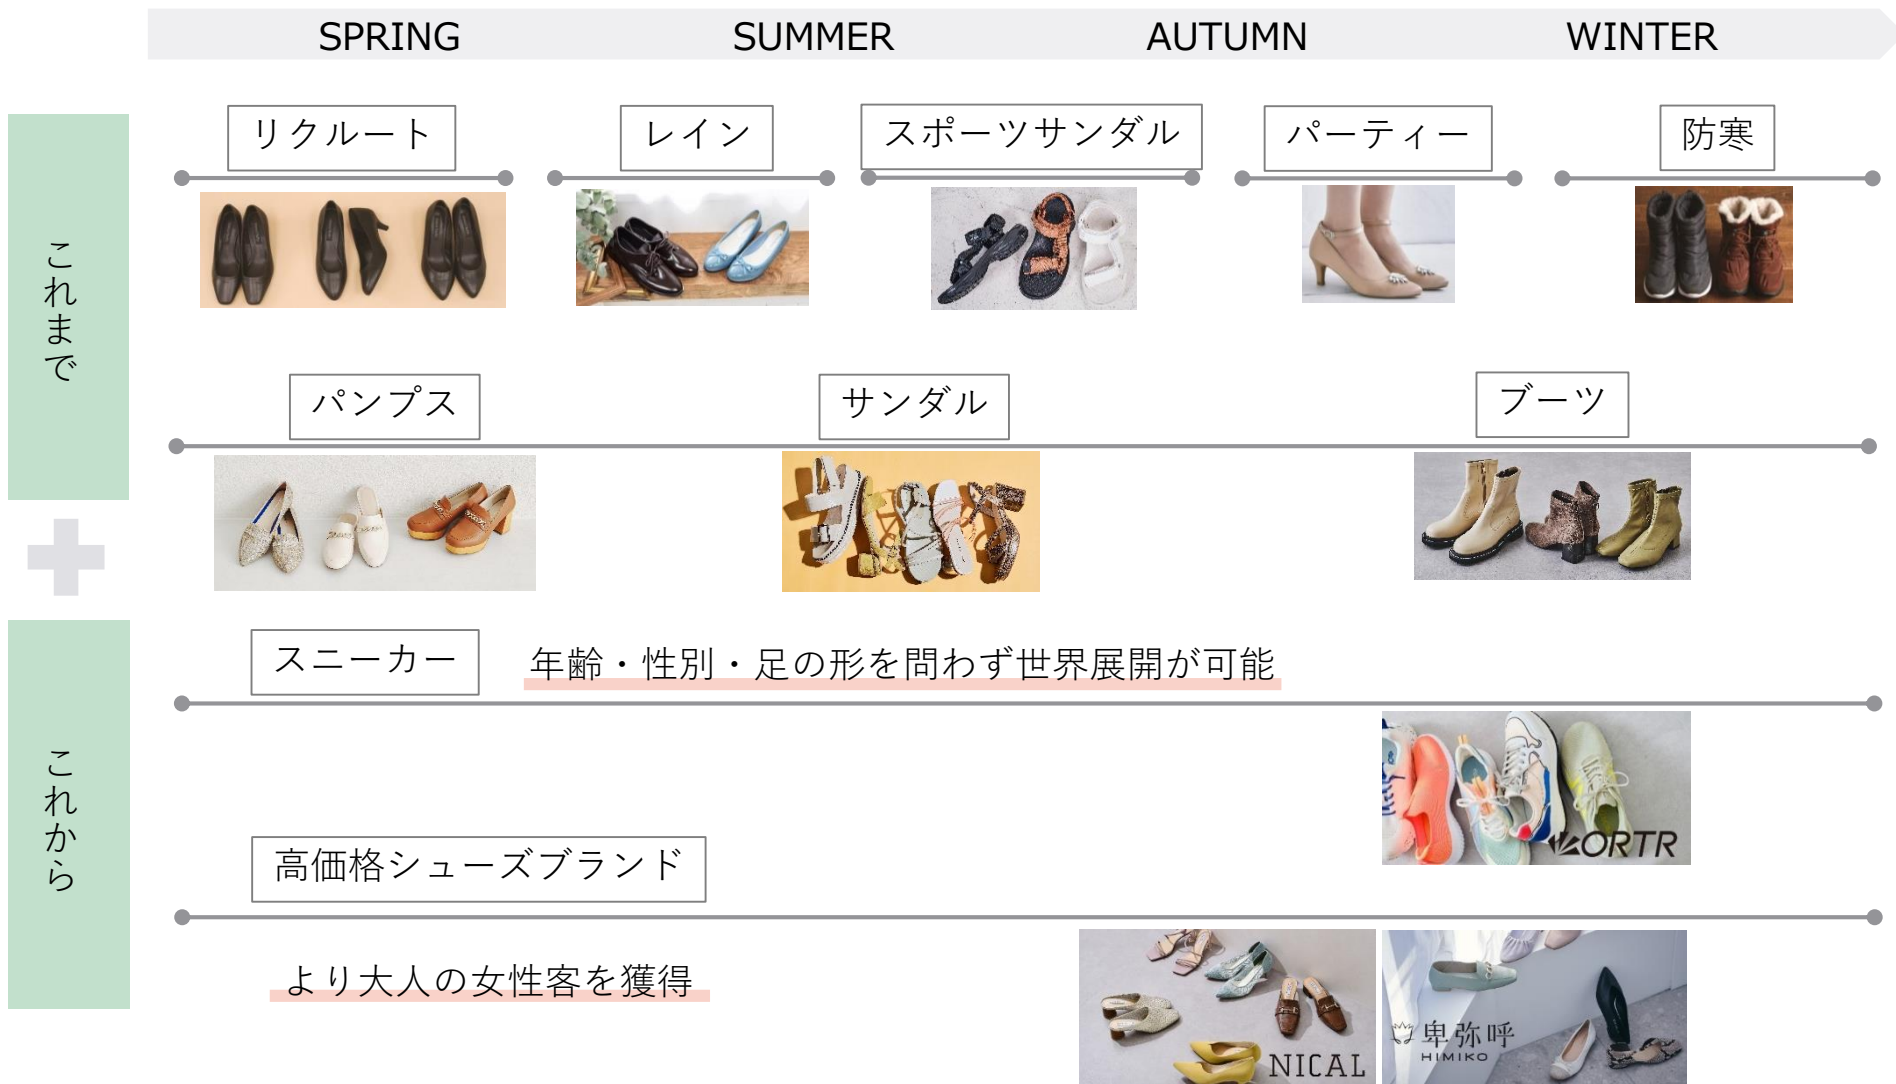 SPRING SUMMER AUTUMN WINTER
これまで
リクルート レイン スポーツサンダル パーティー 防寒
パンプス サンダル ブーツ
これから
スニーカー 年齢・性別・足の形を問わず世界展開が可能
ORTR
高価格シューズブランド
より大人の女性客を獲得
NICAL
卑弥呼
HIMIKO